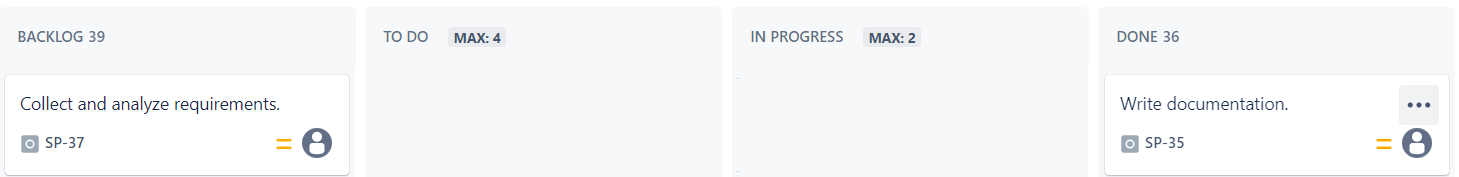 BACKLOG 39
TO DO MAX: 4
IN PROGRESS MAX: 2
DONE 36
Collect and analyze requirements.
SP-37
Write documentation.
SP-35